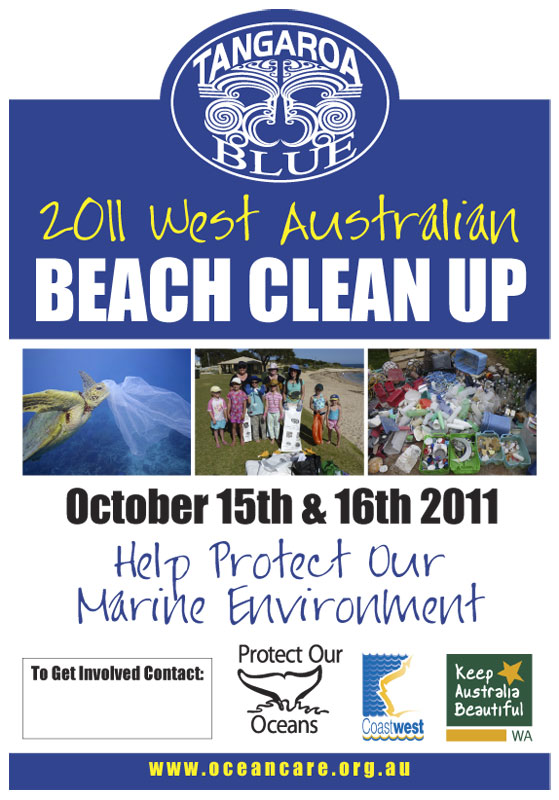 TANGAROA
BLUE
2011 West Australian
BEACH CLEAN UP
October 15th & 16th 2011
Help Protect Our
Marine Environment
To Get Involved Contact:
Protect Our
Oceans
Coastwest
Keep
Australia
Beautiful
WA
www.oceancare.org.au